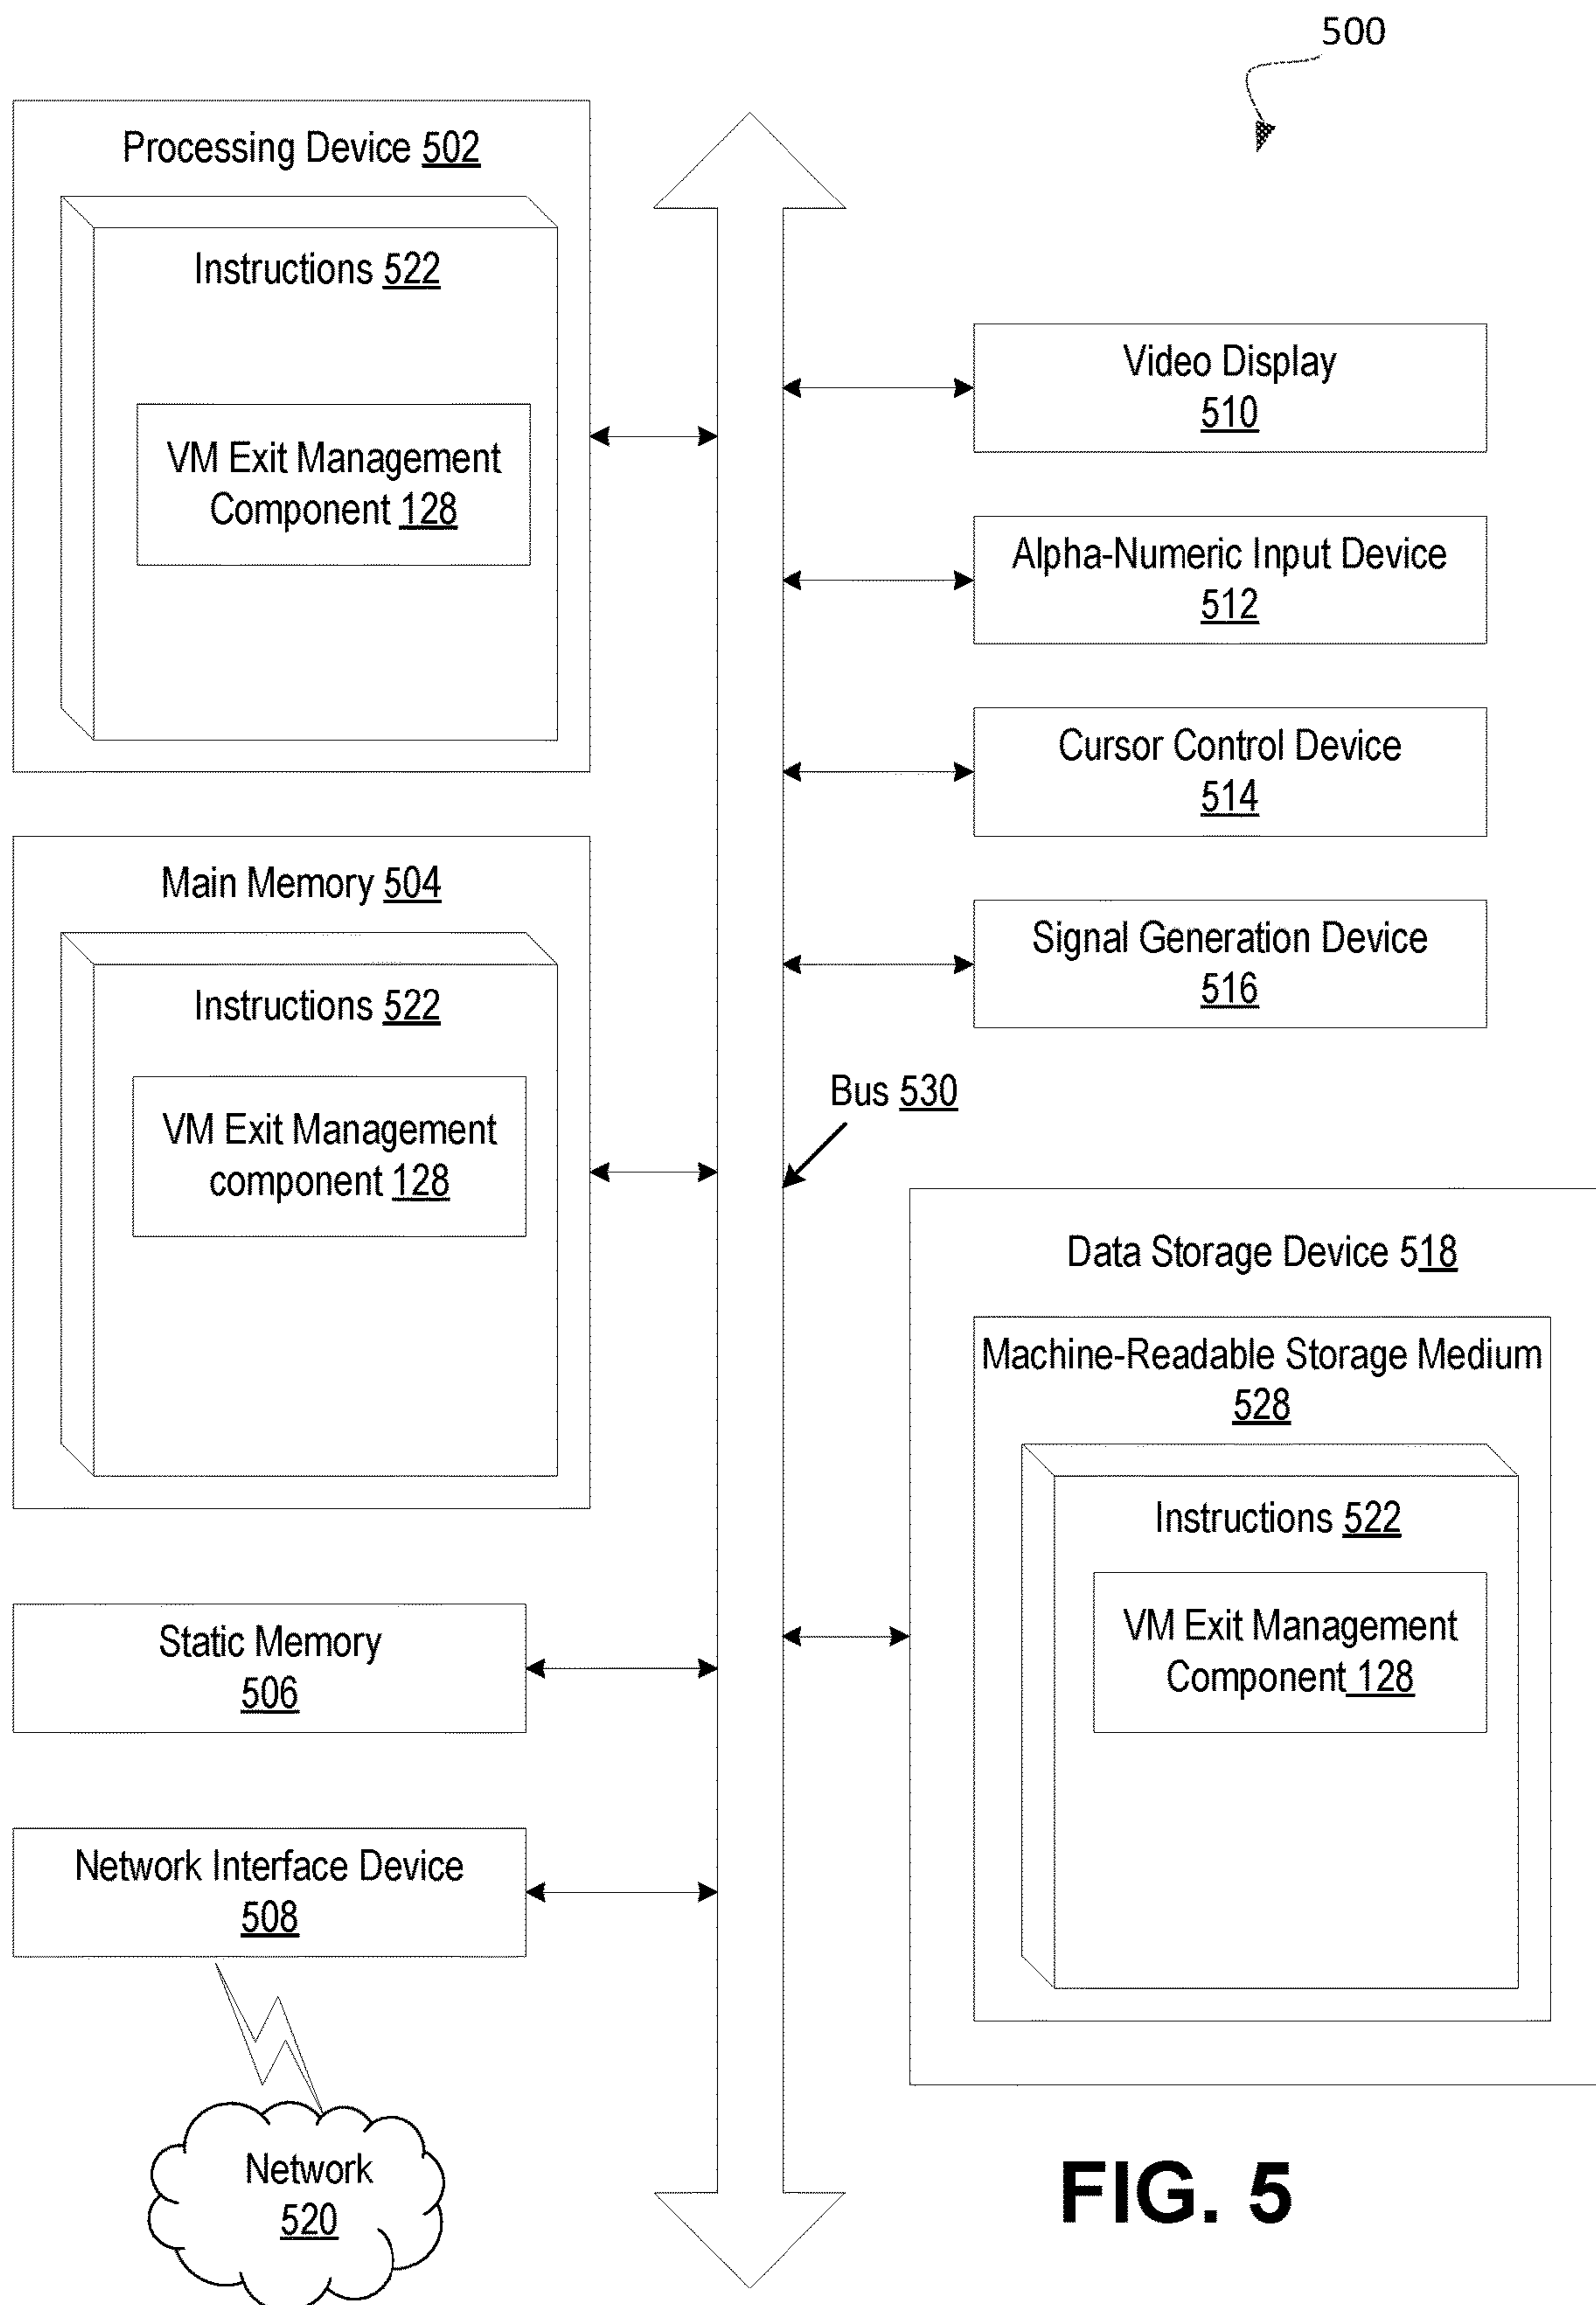 500
Processing Device 502
Instructions 522
VM Exit Management
Component 128
Main Memory 504
Instructions 522
VM Exit Management
component 128
Static Memory
506
Network Interface Device
508
Network
520
Video Display
510
Alpha-Numeric Input Device
512
Cursor Control Device
514
Signal Generation Device
516
Bus 530
Data Storage Device 518
Machine-Readable Storage Medium
528
Instructions 522
VM Exit Management
Component 128
FIG. 5